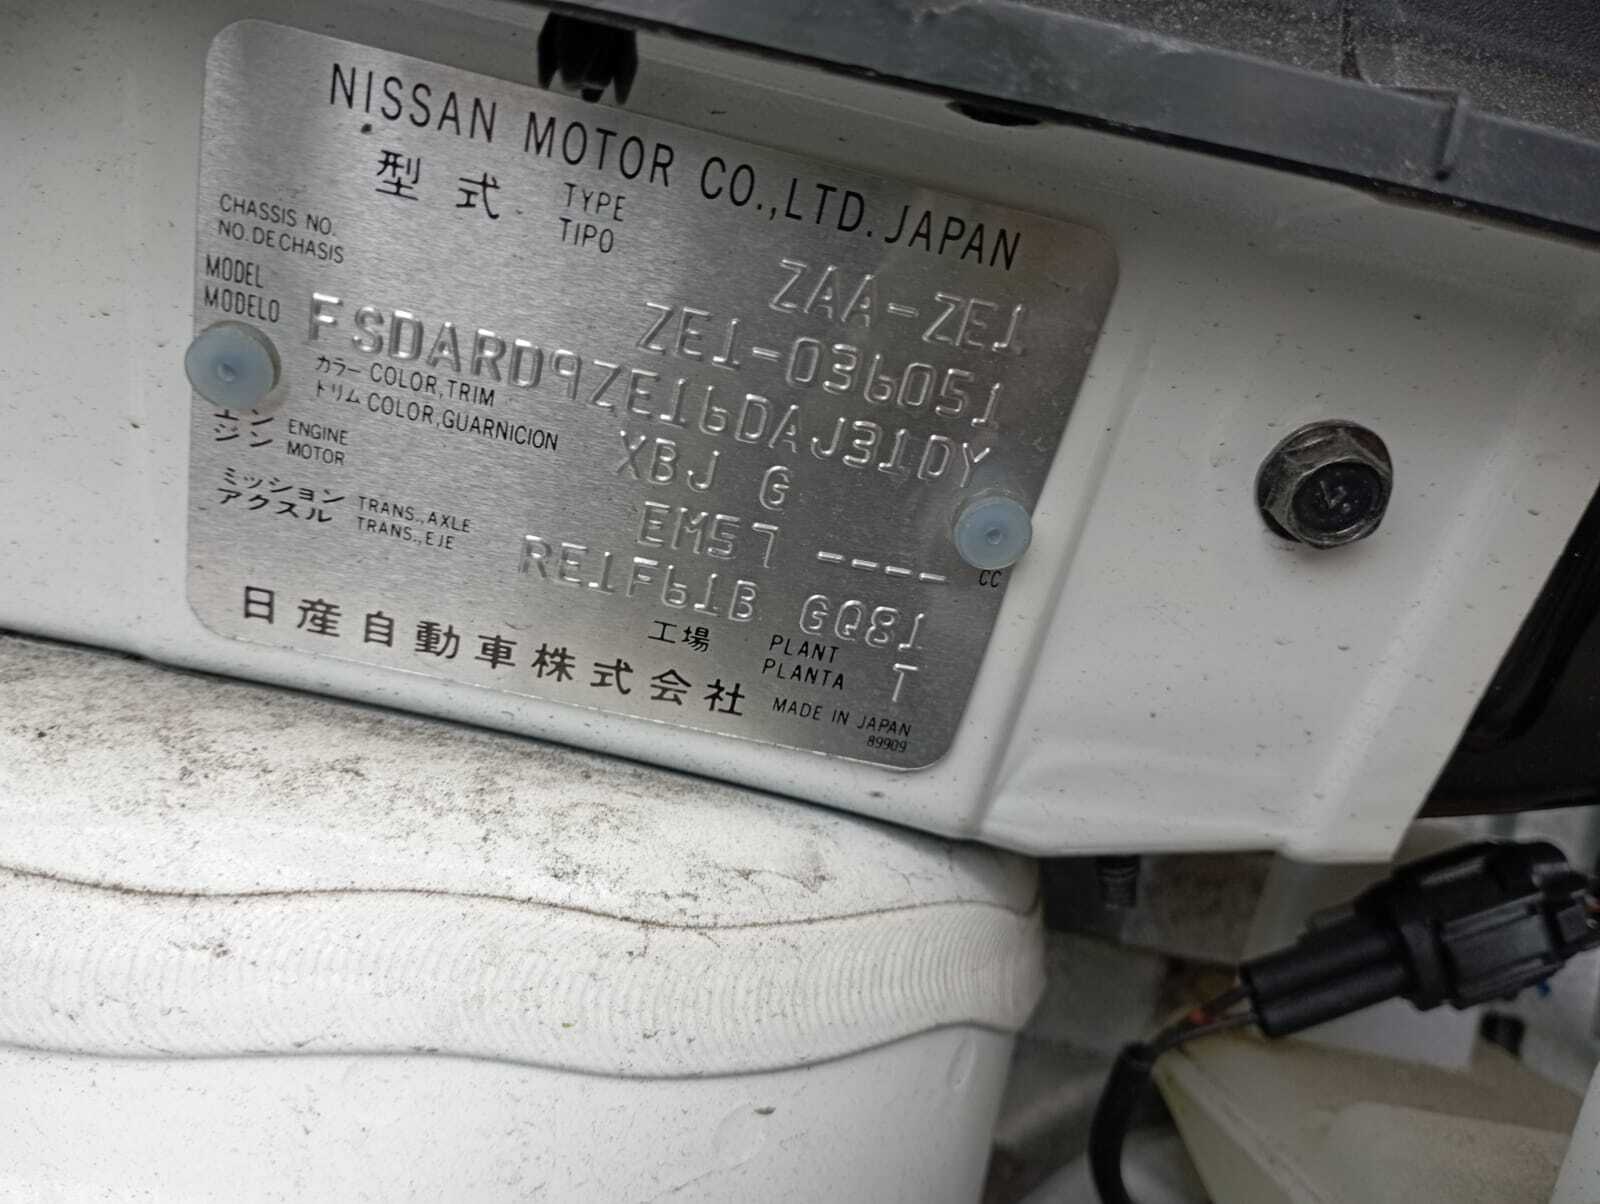 NISSAN MOTOR CO.,LTD. JAPAN
型式 TYPE TIPO ZAA-ZE1
CHASSIS NO. NO.DE CHASIS ZE1-036051
MODEL MODELO FSDARD9ZE16DAJ31DY
カラー COLOR,TRIM
トリム COLOR,GUARNICION XBJ G
エンジン ENGINE MOTOR EM57 ---- CC
ミッション TRANS.,AXLE
アクスル TRANS.,EJE RE1F61B GQ81
工場 PLANT PLANTA T
日産自動車株式会社 MADE IN JAPAN
89909